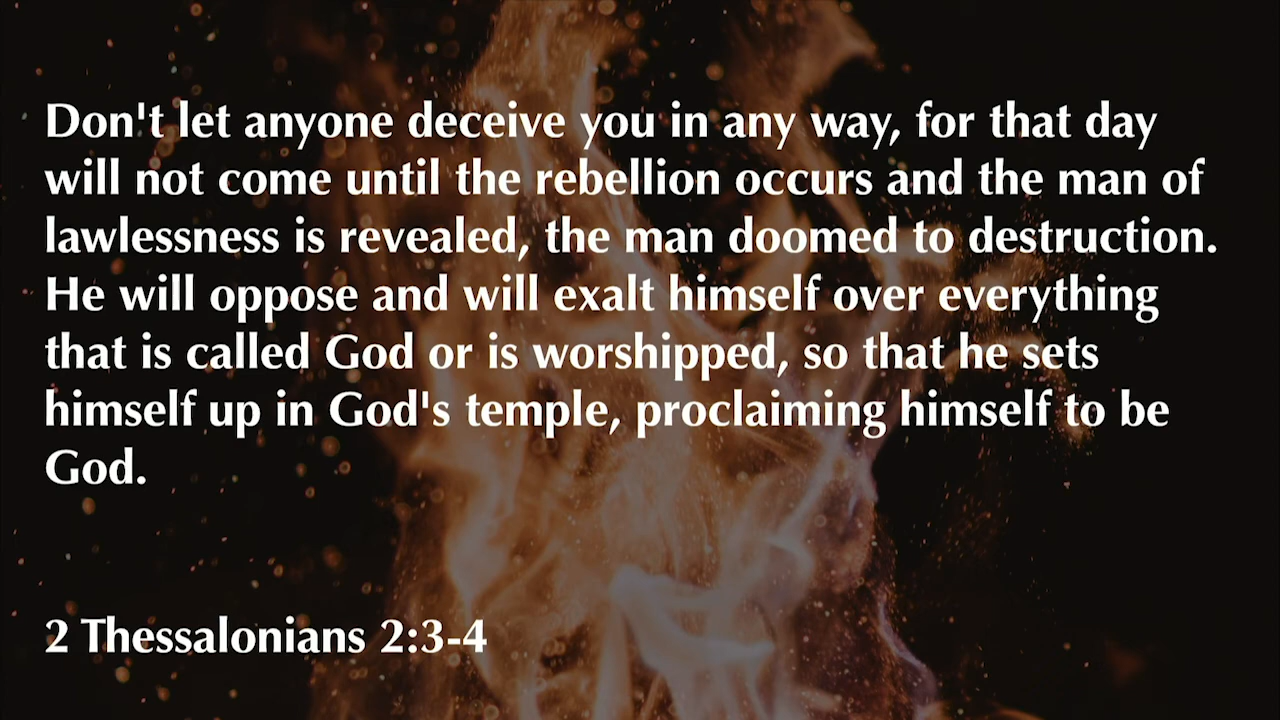 Don't let anyone deceive you in any way, for that day
will not come until the rebellion occurs and the man of
lawlessness is revealed, the man doomed to destruction.
He will oppose and will exalt himself over everything
that is called God or is worshipped, so that he sets
himself up in God's temple, proclaiming himself to be
God.
2 Thessalonians 2:3-4